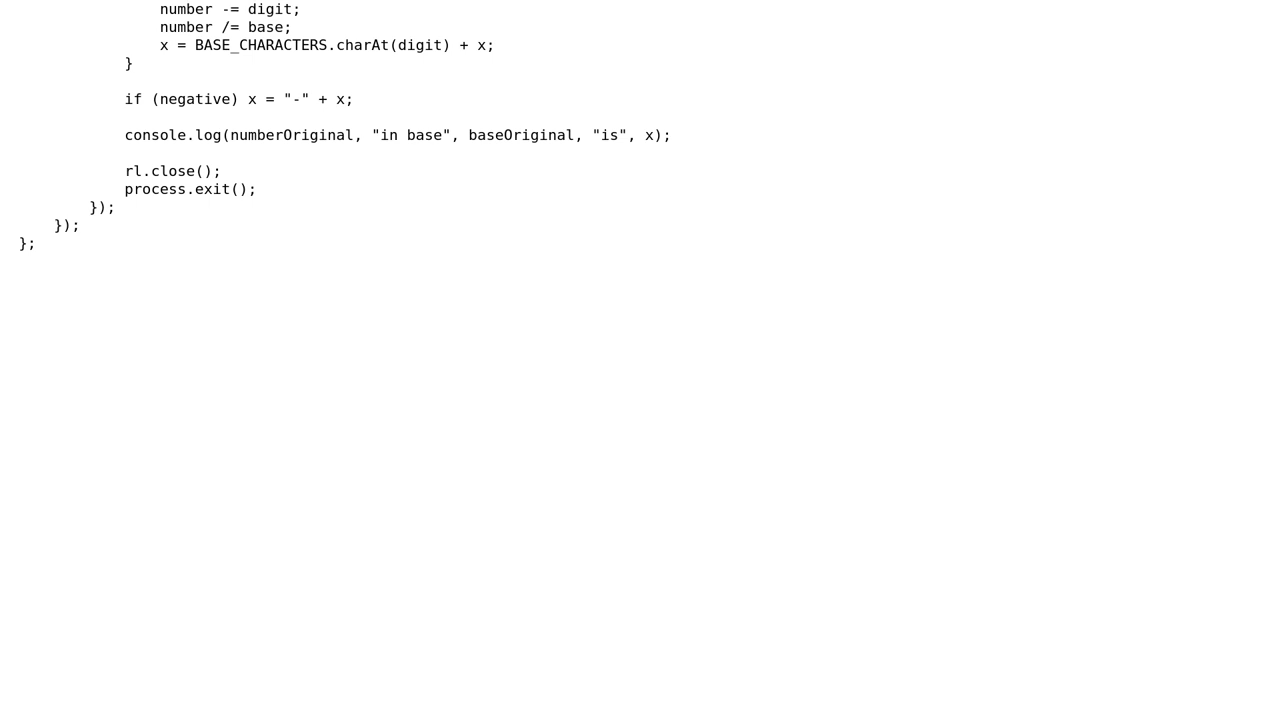 number -= digit;
                number /= base;
                x = BASE_CHARACTERS.charAt(digit) + x;
            }

            if (negative) x = "-" + x;

            console.log(numberOriginal, "in base", baseOriginal, "is", x);

            rl.close();
            process.exit();
        });
    });
};